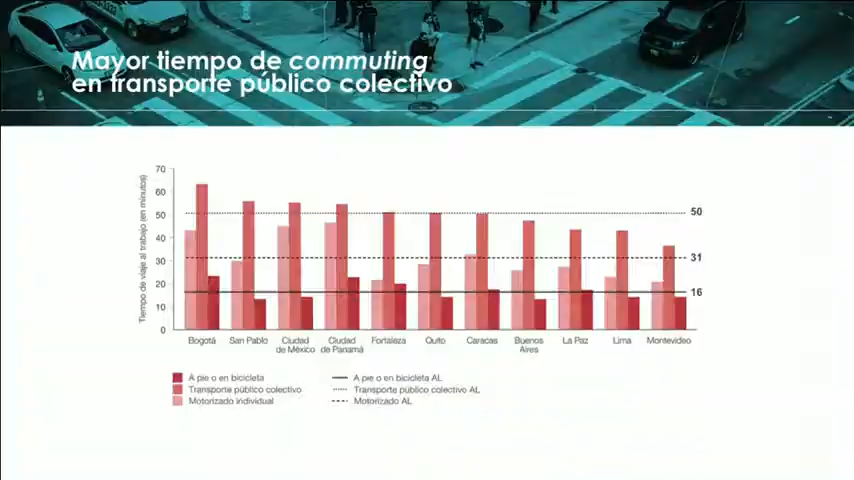 Mayor tiempo de commuting
en transporte público colectivo
Tiempo de viaje al trabajo (en minutos)
70
60
50
40
30
20
10
0
50
31
16
Bogotá
San Pablo
Ciudad
de México
Ciudad
de Panamá
Fortaleza
Quito
Caracas
Buenos
Aires
La Paz
Lima
Montevideo
A pie o en bicicleta
Transporte público colectivo
Motorizado individual
A pie o en bicicleta AL
Transporte público colectivo AL
Motorizado AL